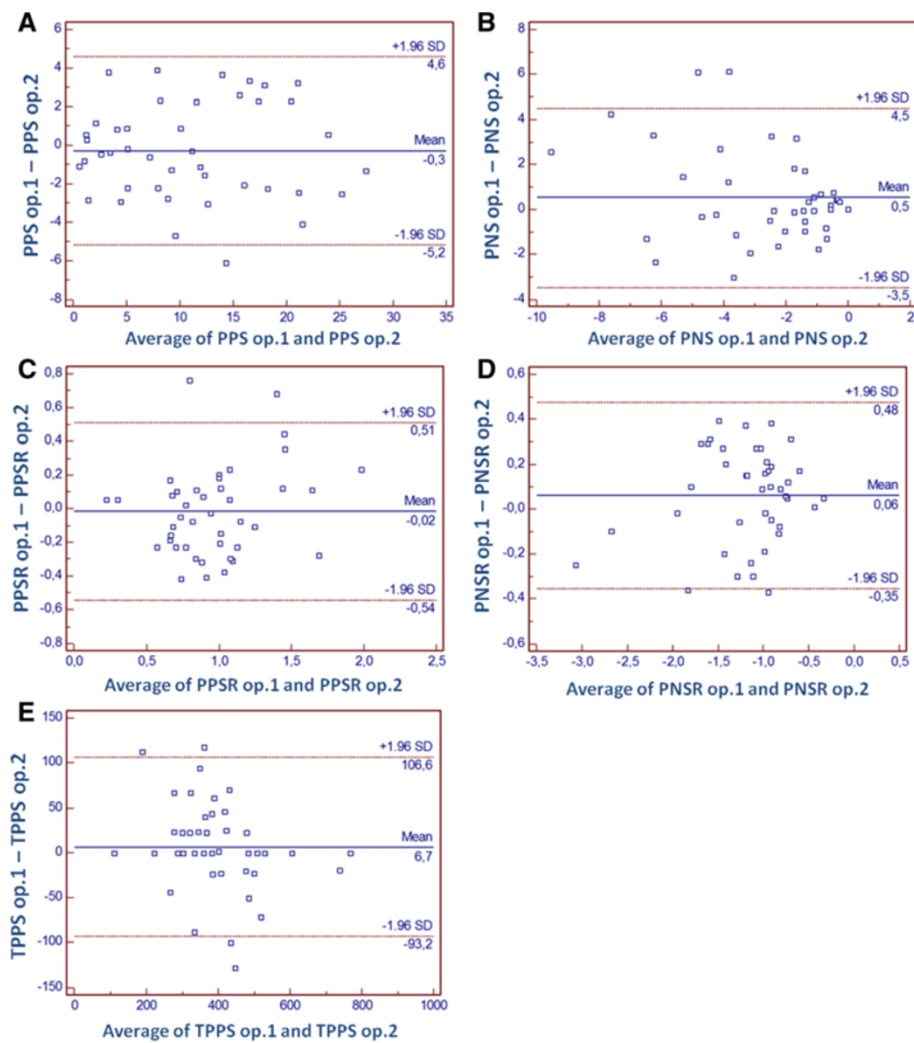 A
PPS op.1 – PPS op.2
6
4
2
0
-2
-4
-6
-8
+1.96 SD
4,6
Mean
-0,3
-1.96 SD
-5,2
0 5 10 15 20 25 30 35
Average of PPS op.1 and PPS op.2
B
PNS op.1 – PNS op.2
8
6
4
2
0
-2
-4
+1.96 SD
4,5
Mean
0,5
-1.96 SD
-3,5
-10 -8 -6 -4 -2 0 2
Average of PNS op.1 and PNS op.2
C
PPSR op.1 – PPSR op.2
0,8
0,6
0,4
0,2
0,0
-0,2
-0,4
-0,6
-0,8
+1.96 SD
0,51
Mean
-0,02
-1.96 SD
-0,54
0,0 0,5 1,0 1,5 2,0 2,5
Average of PPSR op.1 and PPSR op.2
D
PNSR op.1 – PNSR op.2
0,6
0,4
0,2
0,0
-0,2
-0,4
-0,6
+1.96 SD
0,48
Mean
0,06
-1.96 SD
-0,35
-3,5 -3,0 -2,5 -2,0 -1,5 -1,0 -0,5 0,0 0,5
Average of PNSR op.1 and PNSR op.2
E
TPPS op.1 – TPPS op.2
150
100
50
0
-50
-100
-150
+1.96 SD
106,6
Mean
6,7
-1.96 SD
-93,2
0 200 400 600 800 1000
Average of TPPS op.1 and TPPS op.2